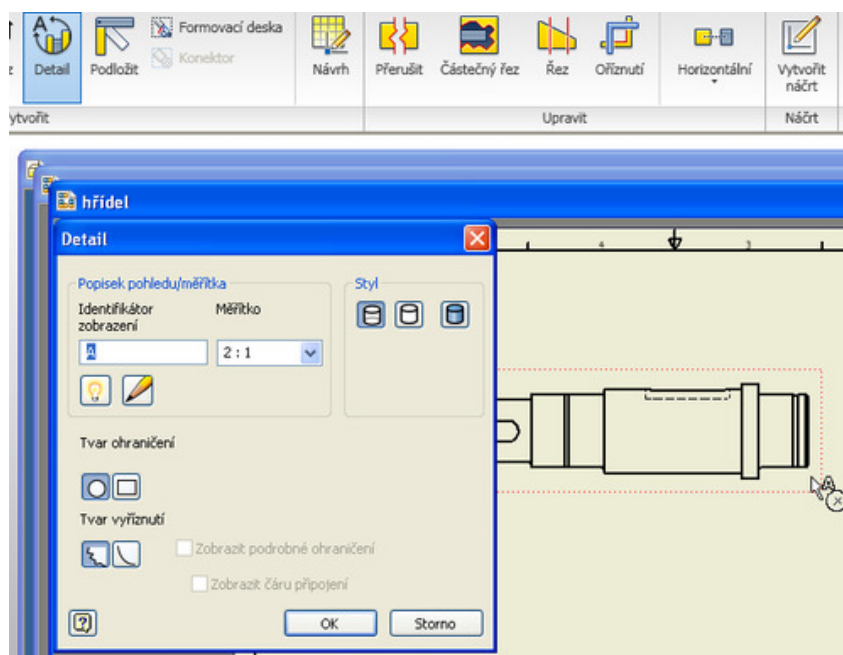 z
Detail
Podložit
Formovací deska
Konektor
Návrh
Přerušit
Částečný řez
Řez
Oříznutí
Horizontální
Vytvořit
náčrt
ytvořit
Upravit
Náčrt
hřídel
Detail
Popisek pohledu/měřítka
Styl
Identifikátor
zobrazení
Měřítko
A
2 : 1
Tvar ohraničení
Tvar vyříznutí
Zobrazit podrobné ohraničení
Zobrazit čáru připojení
OK
Storno
4
3
A